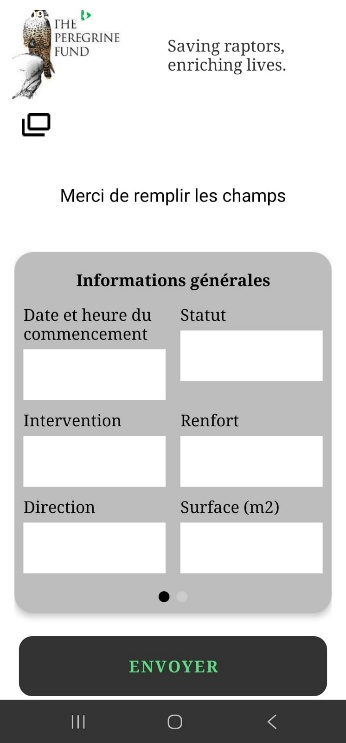 THE
PEREGRINE
FUND
Saving raptors,
enriching lives.
Merci de remplir les champs
Informations générales
Date et heure du
commencement
Statut
Intervention
Renfort
Direction
Surface (m2)
ENVOYER